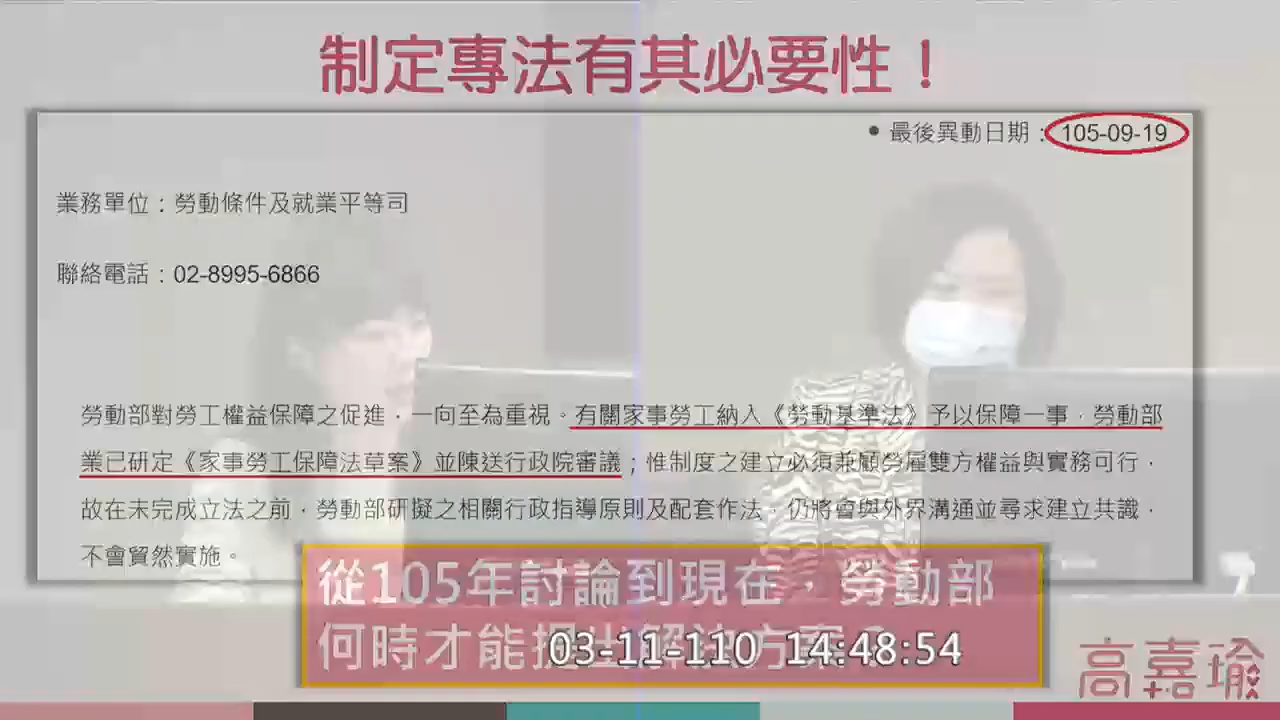 制定專法有其必要性！
• 最後異動日期：105-09-19
業務單位：勞動條件及就業平等司
聯絡電話：02-8995-6866
勞動部對勞工權益保障之促進，一向至為重視。有關家事勞工納入《勞動基準法》予以保障一事，勞動部
業已研定《家事勞工保障法草案》並陳送行政院審議；惟制度之建立必須兼顧勞雇雙方權益與實務可行，
故在未完成立法之前，勞動部研擬之相關行政指導原則及配套作法，仍將會與外界溝通並尋求建立共識，
不會貿然實施。
從105年討論到現在，勞動部
何時才能提出解決方案？
03-11-110 14:48:54
高嘉瑜